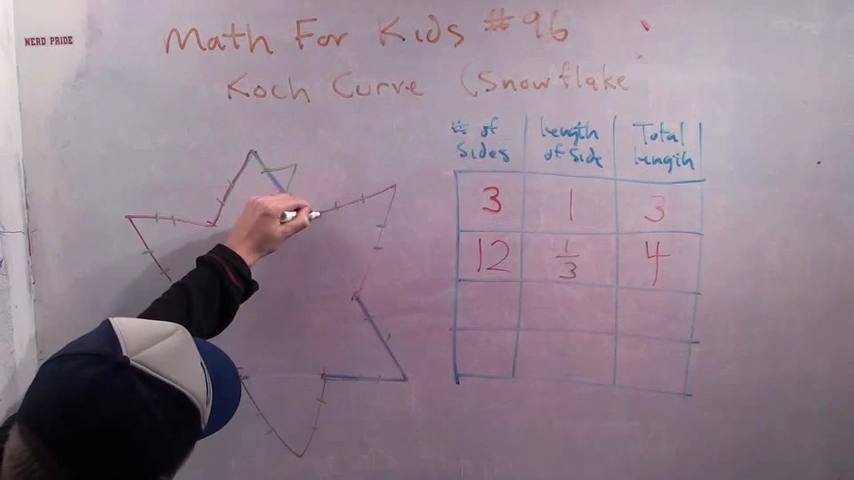 NERD PRIDE
Math For Kids #96
Koch Curve (Snowflake
# of Sides
Length of Side
Total Length
3 1 3
12 1/3 4